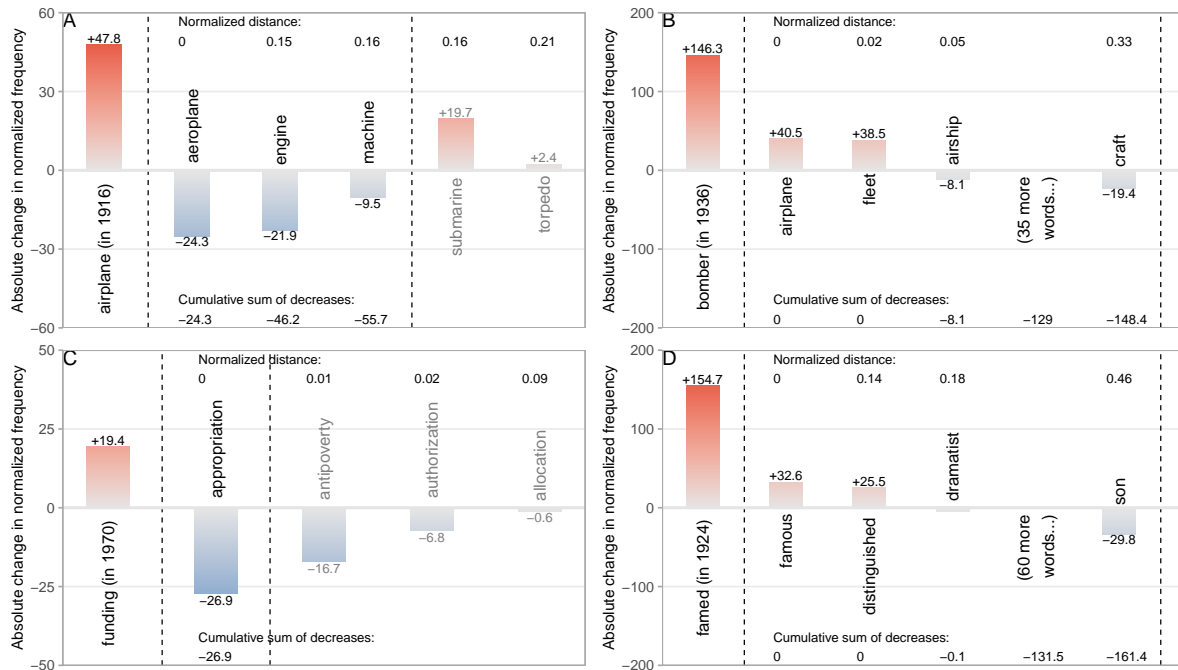 A
Absolute change in normalized frequency
60
30
0
−30
−60
Normalized distance:
0 0.15 0.16 0.16 0.21
+47.8
airplane (in 1916)
aeroplane
−24.3
engine
−21.9
machine
−9.5
+19.7
submarine
+2.4
torpedo
Cumulative sum of decreases:
−24.3 −46.2 −55.7
B
Absolute change in normalized frequency
200
100
0
−100
−200
Normalized distance:
0 0.02 0.05 0.33
+146.3
bomber (in 1936)
+40.5
airplane
+38.5
fleet
airship
−8.1
(35 more
words...)
craft
−19.4
Cumulative sum of decreases:
0 0 −8.1 −129 −148.4
C
Absolute change in normalized frequency
50
25
0
−25
−50
Normalized distance:
0 0.01 0.02 0.09
+19.4
funding (in 1970)
appropriation
−26.9
antipoverty
−16.7
authorization
−6.8
allocation
−0.6
Cumulative sum of decreases:
−26.9
D
Absolute change in normalized frequency
200
100
0
−100
−200
Normalized distance:
0 0.14 0.18 0.46
+154.7
famed (in 1924)
+32.6
famous
+25.5
distinguished
dramatist
(60 more
words...)
son
−29.8
Cumulative sum of decreases:
0 0 −0.1 −131.5 −161.4